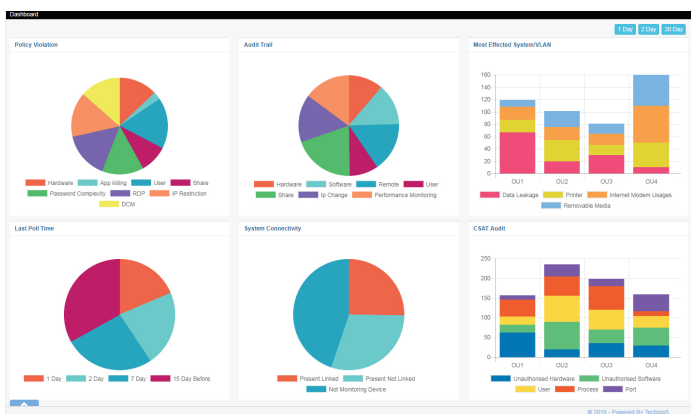 Dashboard
1 Day 2 Day 30 Day
Policy Violation
Hardware App killing User Share
Password Complexity RDP IP Restriction
DCM
Audit Trail
Hardware Software Remote User
Share Ip Change Performance Monitoring
Most Effected System/VLAN
160
140
120
100
80
60
40
20
0
OU1 OU2 OU3 OU4
Data Leakage Printer Internet Modem Usages
Removable Media
Last Poll Time
1 Day 2 Day 7 Day 15 Day Before
System Connectivity
Present Linked Present Not Linked
Not Monitoring Device
CSAT Audit
250
200
150
100
50
0
OU1 OU2 OU3 OU4
Unauthorised Hardware Unauthorised Software
User Process Port
© 2018 - Powered By TectonaS